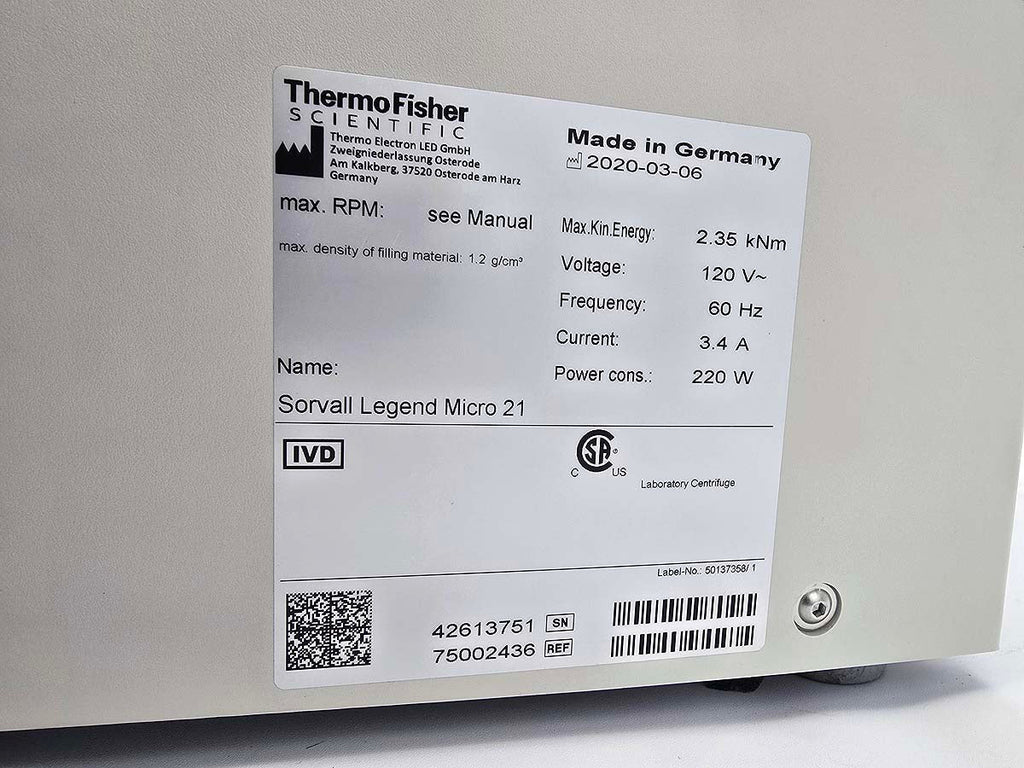 ThermoFisher
SCIENTIFIC
Thermo Electron LED GmbH
Zweigniederlassung Osterode
Am Kalkberg, 37520 Osterode am Harz
Germany
Made in Germany
2020-03-06
max. RPM: see Manual
max. density of filling material: 1.2 g/cm³
Max.Kin.Energy: 2.35 kNm
Voltage: 120 V~
Frequency: 60 Hz
Current: 3.4 A
Power cons.: 220 W
Name:
Sorvall Legend Micro 21
IVD
C SA ® US
Laboratory Centrifuge
Label-No.: 50137358/ 1
42613751 SN
75002436 REF